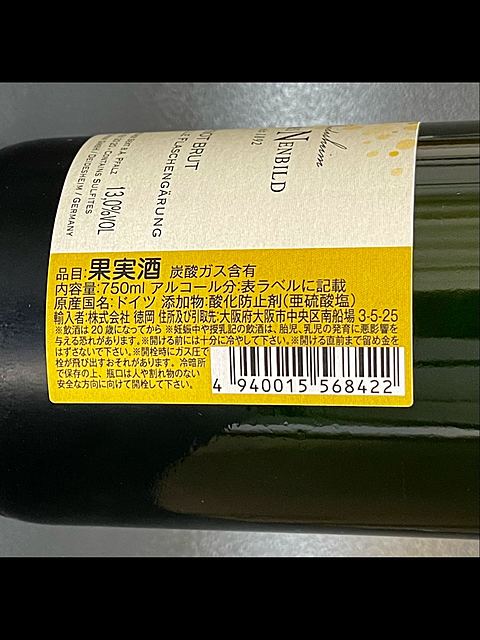 NENBILD
OT BRUT
FLASCHENGÄRUNG
13,0%VOL
CONTAINS SULFITES
DEIDESHEIM / GERMANY
品目:果実酒 炭酸ガス含有
内容量:750ml アルコール分:表ラベルに記載
原産国名:ドイツ 添加物:酸化防止剤(亜硫酸塩)
輸入者:株式会社 徳岡 住所及び引取先:大阪府大阪市中央区南船場 3-5-25
※飲酒は20歳になってから ※妊娠中や授乳記の飲酒は、胎児、乳児の発育に悪影響を
与える恐れがあります。※開ける前には十分に冷やして下さい。※開ける直前まで留め金を
はずさないで下さい。※開栓時にガス圧で
栓が飛び出すおそれがあります。冷暗所
で保存の上、瓶口は人や割れ物のない
安全な方向に向けて開栓して下さい。
4 940015 568422